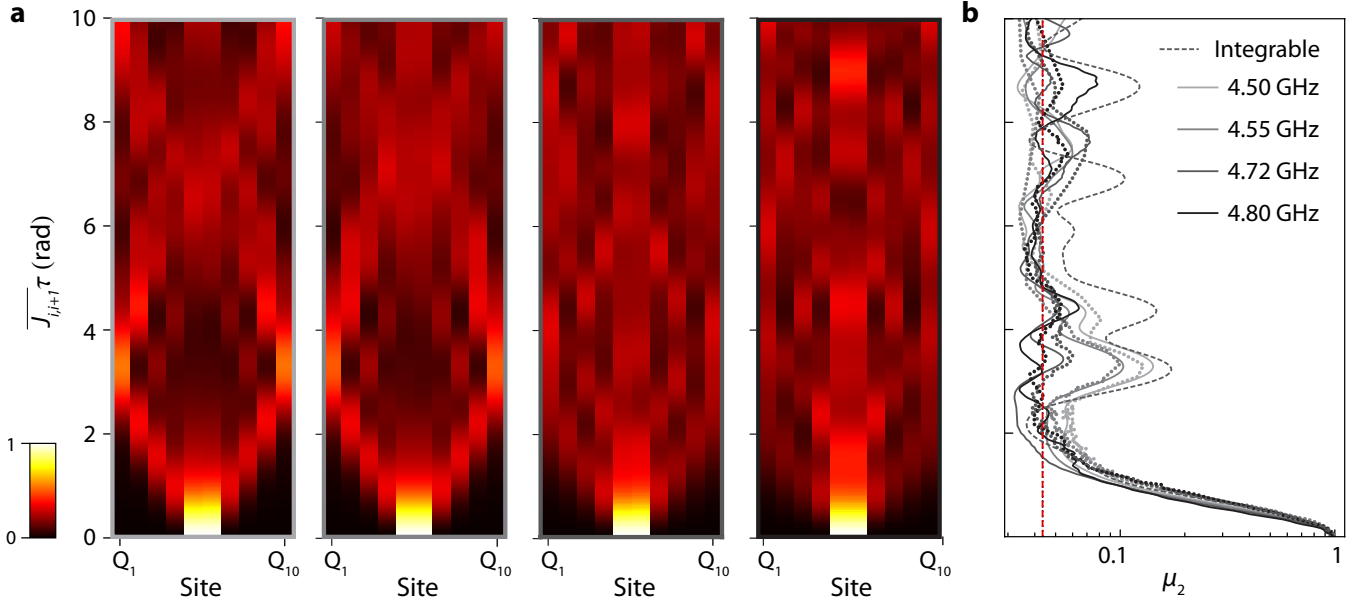 a
b
10
8
6
4
2
0
J̅i,i+1 τ (rad)
1
0
Q1 Q10
Site
Q1 Q10
Site
Q1 Q10
Site
Q1 Q10
Site
Integrable
4.50 GHz
4.55 GHz
4.72 GHz
4.80 GHz
0.1 1
μ2